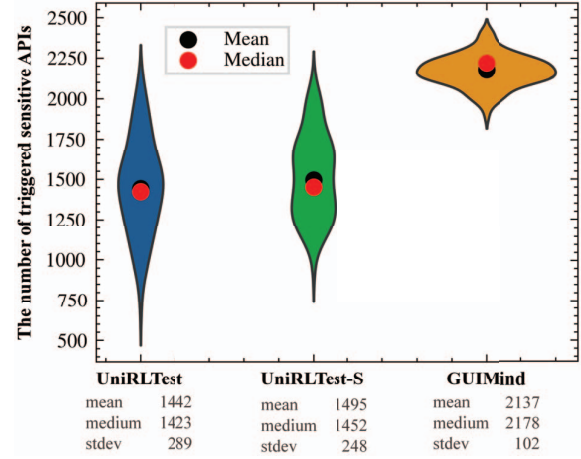 The number of triggered sensitive APIs
2500
2250
2000
1750
1500
1250
1000
750
500
Mean
Median
UniRLTest
mean 1442
medium 1423
stdev 289
UniRLTest-S
mean 1495
medium 1452
stdev 248
GUIMind
mean 2137
medium 2178
stdev 102